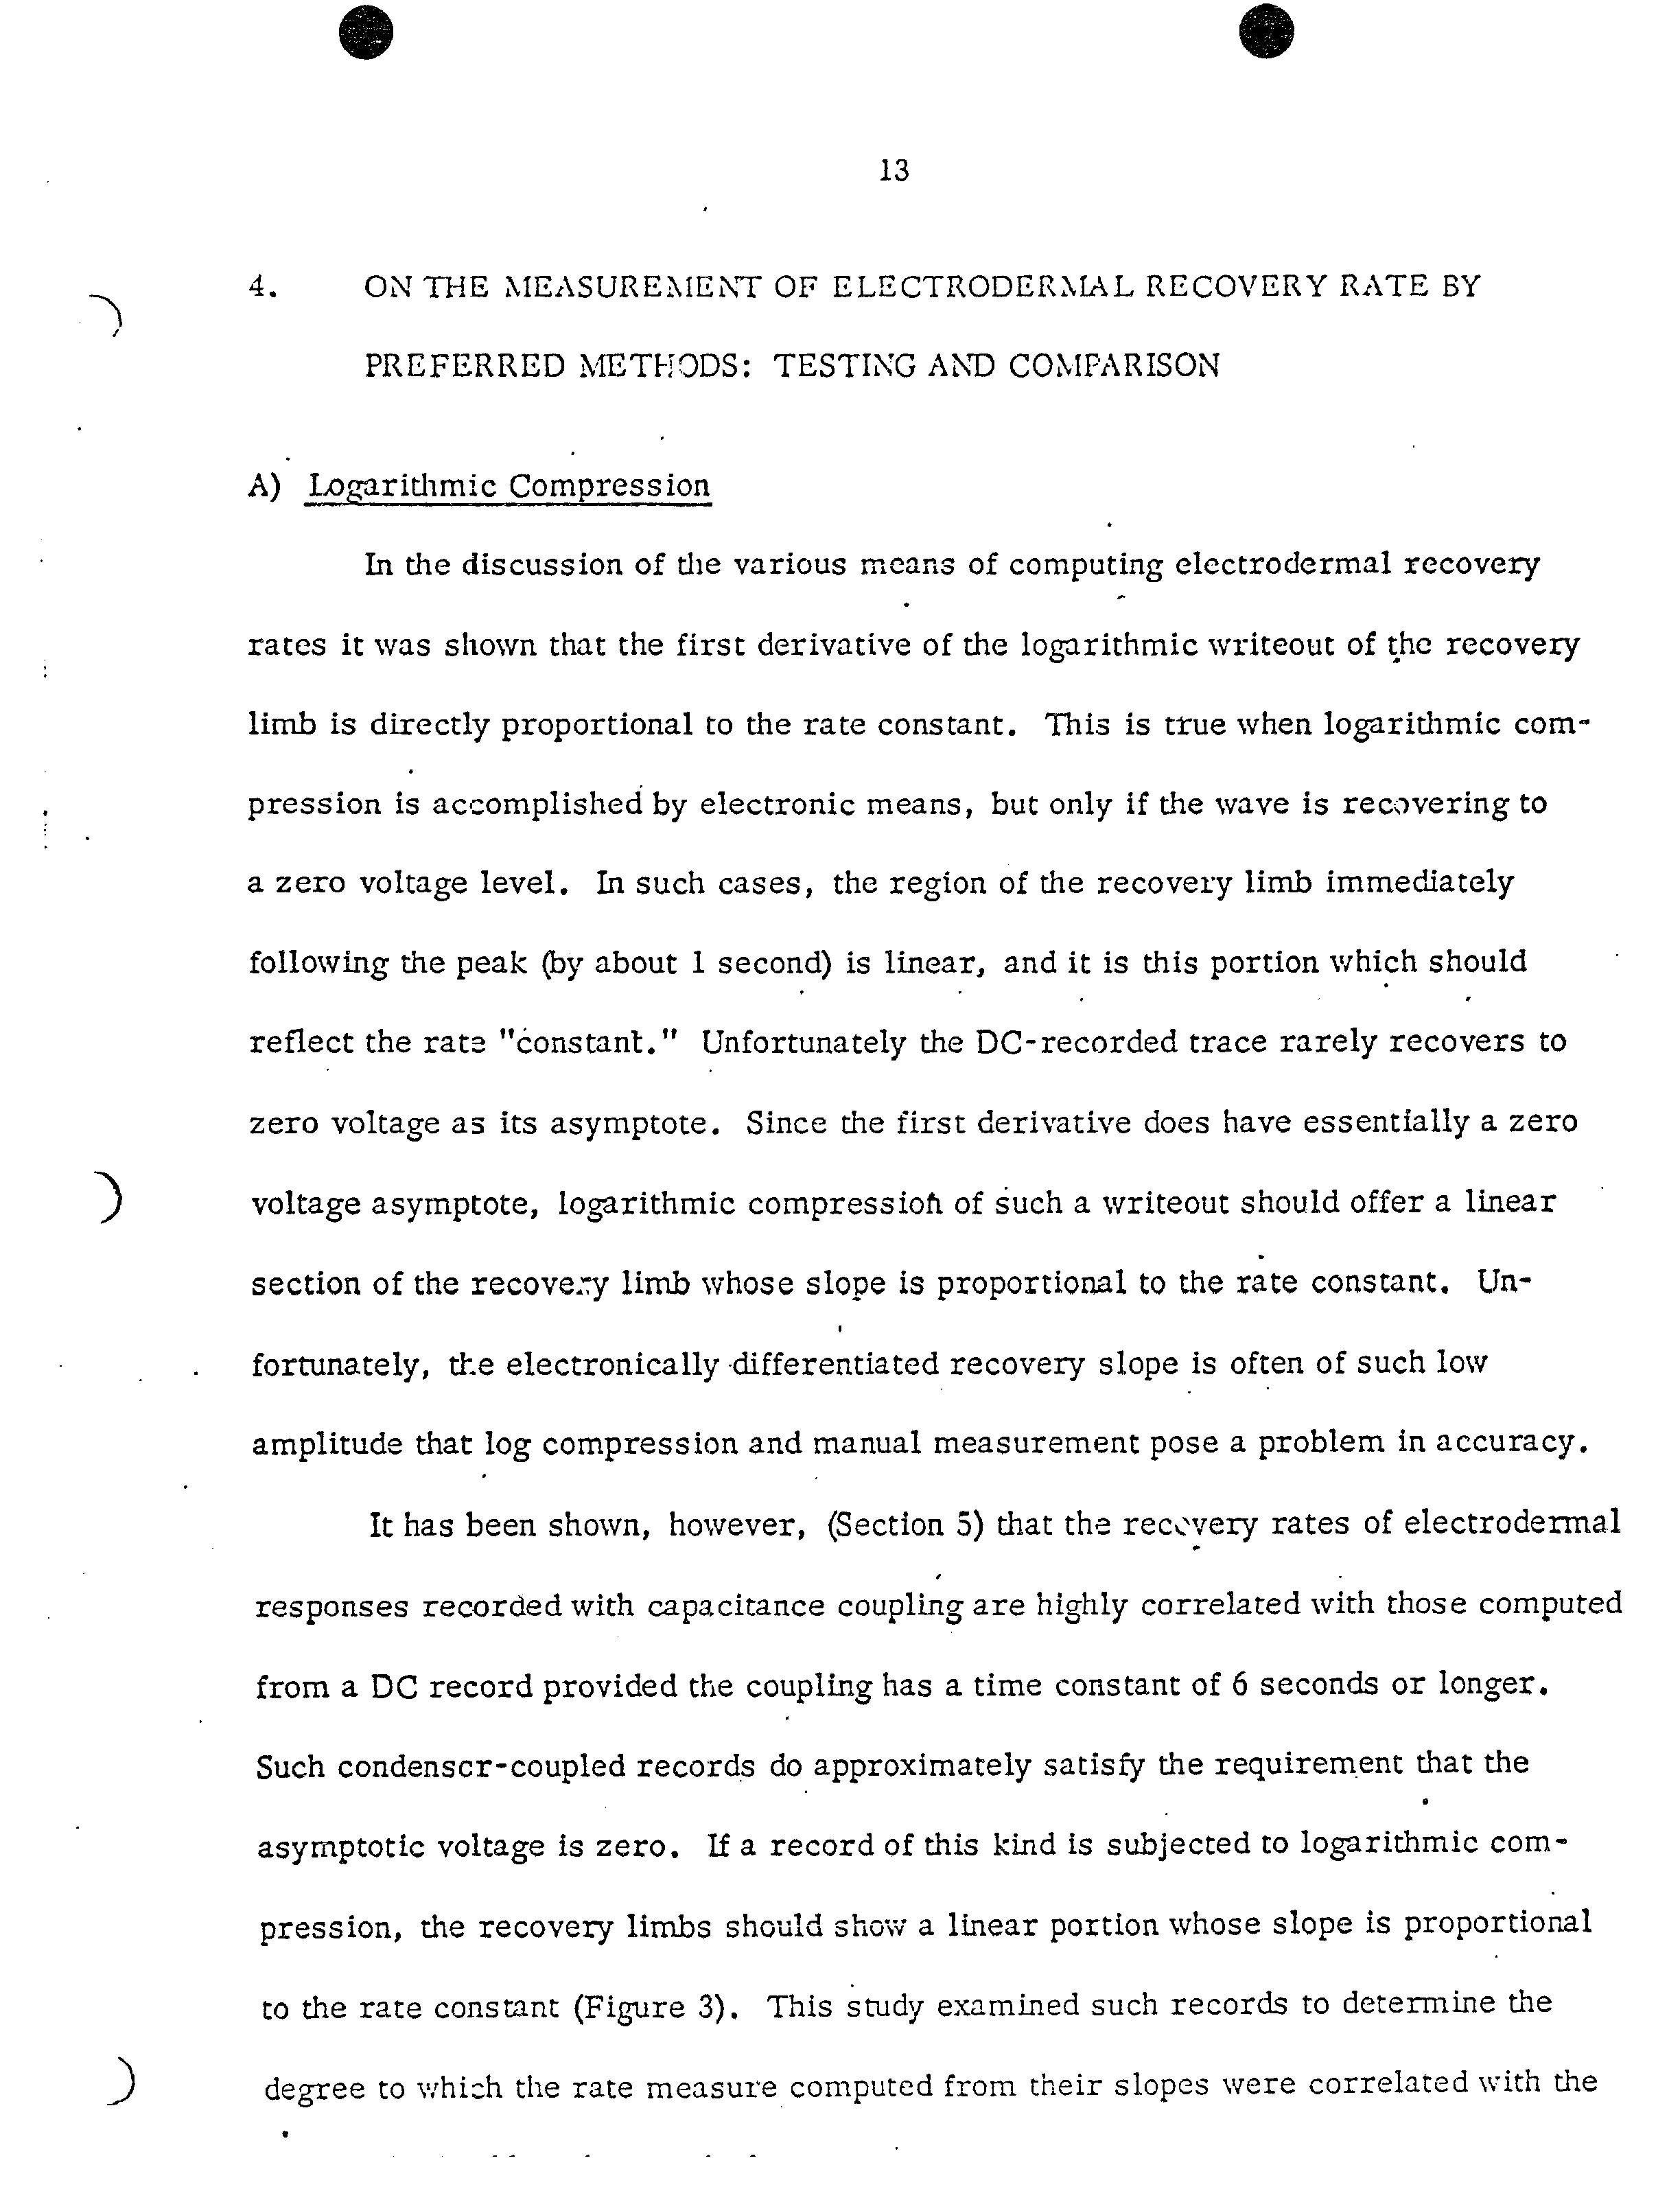 13
4. ON THE MEASUREMENT OF ELECTRODERMAL RECOVERY RATE BY
PREFERRED METHODS: TESTING AND COMPARISON
A) Logarithmic Compression
In the discussion of the various means of computing electrodermal recovery
rates it was shown that the first derivative of the logarithmic writeout of the recovery
limb is directly proportional to the rate constant. This is true when logarithmic com-
pression is accomplished by electronic means, but only if the wave is recovering to
a zero voltage level. In such cases, the region of the recovery limb immediately
following the peak (by about 1 second) is linear, and it is this portion which should
reflect the rate "constant." Unfortunately the DC-recorded trace rarely recovers to
zero voltage as its asymptote. Since the first derivative does have essentially a zero
voltage asymptote, logarithmic compression of such a writeout should offer a linear
section of the recovery limb whose slope is proportional to the rate constant. Un-
fortunately, the electronically differentiated recovery slope is often of such low
amplitude that log compression and manual measurement pose a problem in accuracy.
It has been shown, however, (Section 5) that the recovery rates of electrodermal
responses recorded with capacitance coupling are highly correlated with those computed
from a DC record provided the coupling has a time constant of 6 seconds or longer.
Such condenser-coupled records do approximately satisfy the requirement that the
asymptotic voltage is zero. If a record of this kind is subjected to logarithmic com-
pression, the recovery limbs should show a linear portion whose slope is proportional
to the rate constant (Figure 3). This study examined such records to determine the
degree to which the rate measure computed from their slopes were correlated with the